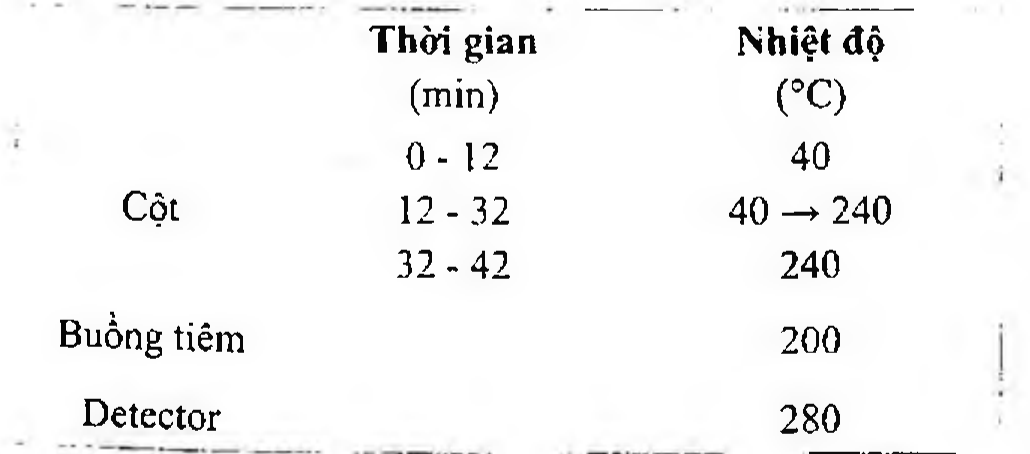 Thời gian Nhiệt độ
(min) (°C)
0 - 12 40
Cột 12 - 32 40 → 240
32 - 42 240
Buồng tiêm 200
Detector 280